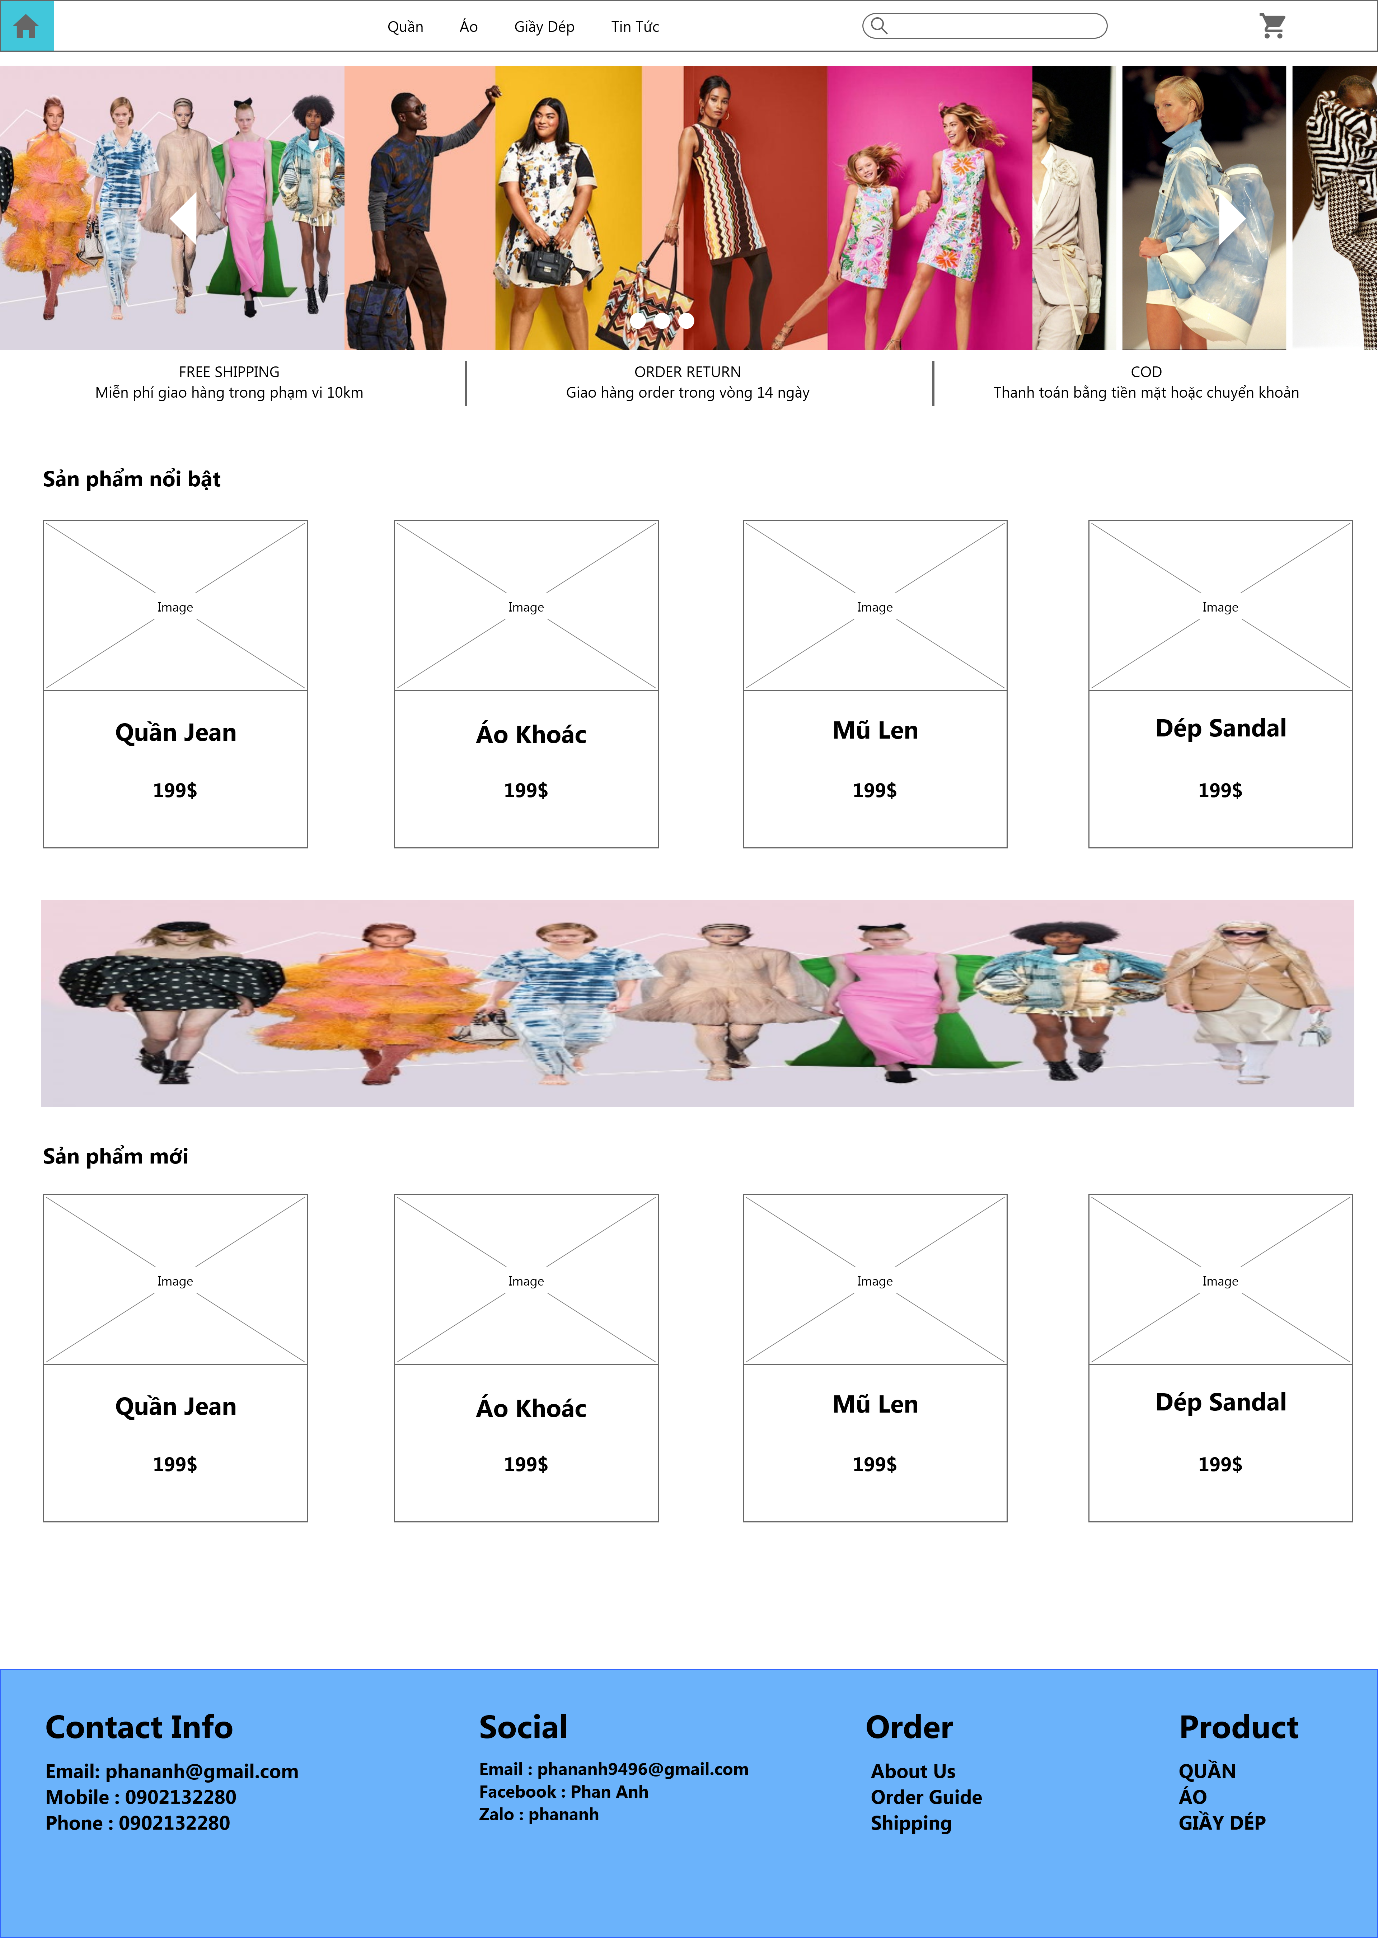 Quần Áo Giầy Dép Tin Tức
FREE SHIPPING
Miễn phí giao hàng trong phạm vi 10km
ORDER RETURN
Giao hàng order trong vòng 14 ngày
COD
Thanh toán bằng tiền mặt hoặc chuyển khoản
Sản phẩm nổi bật
Image
Quần Jean
199$
Image
Áo Khoác
199$
Image
Mũ Len
199$
Image
Dép Sandal
199$
Sản phẩm mới
Image
Quần Jean
199$
Image
Áo Khoác
199$
Image
Mũ Len
199$
Image
Dép Sandal
199$
Contact Info
Email: phananh@gmail.com
Mobile : 0902132280
Phone : 0902132280
Social
Email : phananh9496@gmail.com
Facebook : Phan Anh
Zalo : phananh
Order
About Us
Order Guide
Shipping
Product
QUẦN
ÁO
GIẦY DÉP